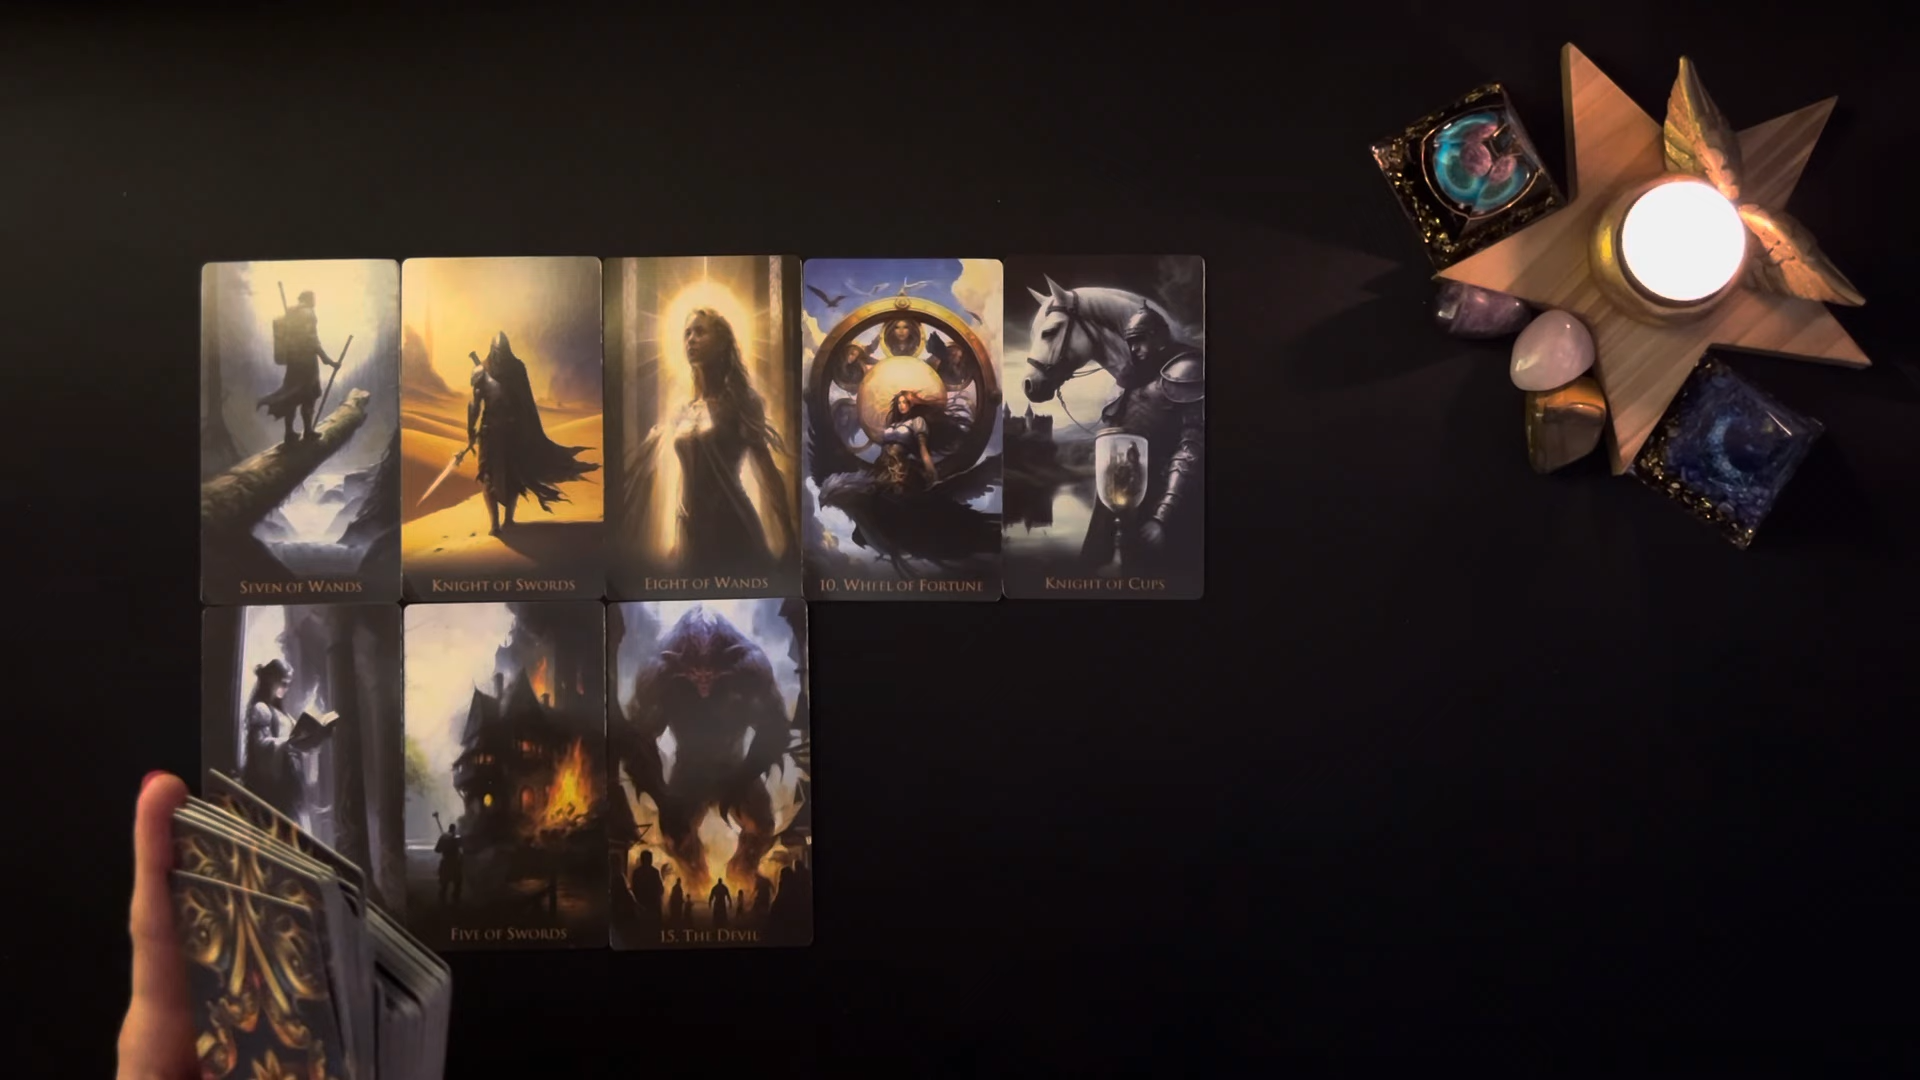 SEVEN OF WANDS
KNIGHT OF SWORDS
EIGHT OF WANDS
10. WHEEL OF FORTUNE
KNIGHT OF CUPS
FIVE OF SWORDS
15. THE DEVIL